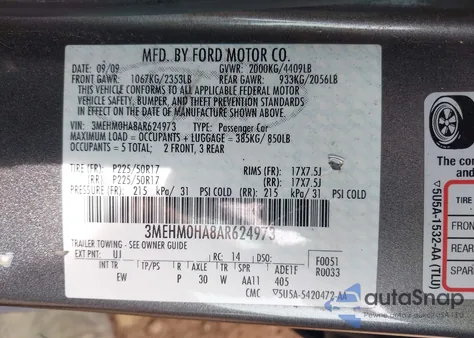 MFD. BY FORD MOTOR CO.
DATE: 09/09 GVWR: 2000KG/4409LB
FRONT GAWR: 1067KG/2353LB REAR GAWR: 933KG/2056LB
THIS VEHICLE CONFORMS TO ALL APPLICABLE FEDERAL MOTOR
VEHICLE SAFETY, BUMPER, AND THEFT PREVENTION STANDARDS
IN EFFECT ON THE DATE OF MANUFACTURE SHOWN ABOVE.
VIN: 3MEHM0HA8AR624973 TYPE: Passenger Car
MAXIMUM LOAD = OCCUPANTS + LUGGAGE = 385KG/ 850LB
OCCUPANTS = 5 TOTAL; 2 FRONT, 3 REAR
TIRE (FR): P225/50R17 RIMS (FR): 17X7.5J
(RR): P225/50R17 (RR): 17X7.5J
PRESSURE (FR): 215 kPa/ 31 PSI COLD (RR): 215 kPa/ 31 PSI COLD
3MEHM0HA8AR624973
TRAILER TOWING - SEE OWNER GUIDE
F0051
R0033
EXT PNT: UJ RC: 14 DSO:
INT TR TP/PS R AXLE TR SPR ADE1F
EW P 30 W AA11 405
CMC 5U5A-5420472-AA
5U5A-1532-AA (TLU)
The co
and
TIRE
FRON
REAR
SPAR
autoSnap